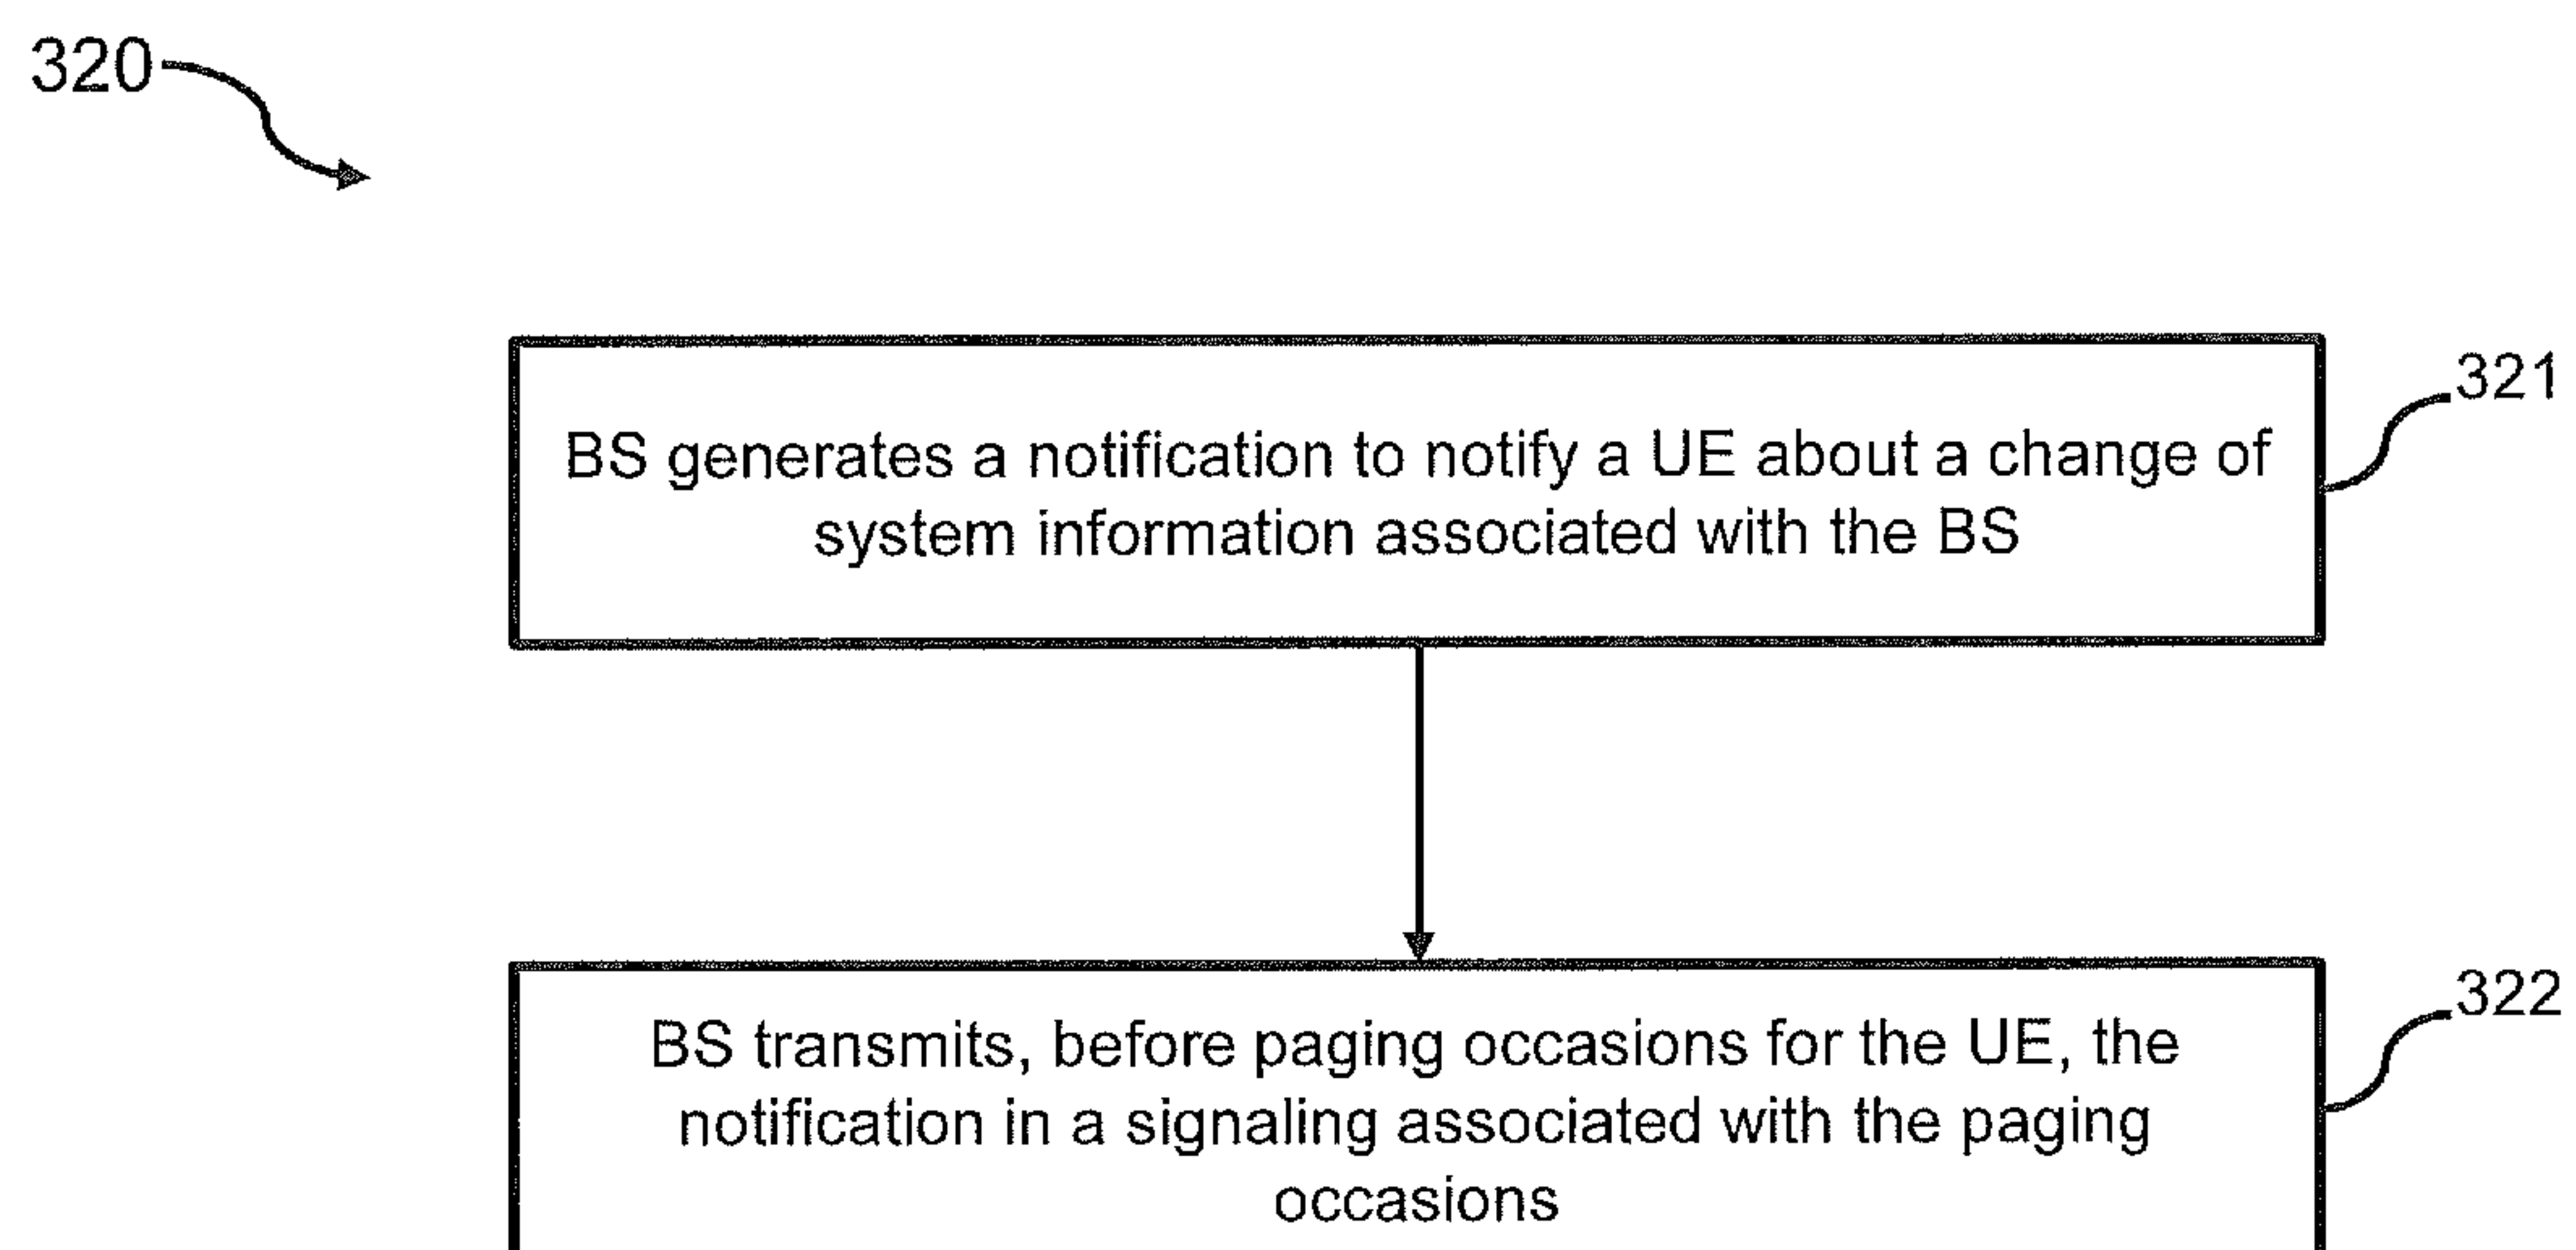 320
321
BS generates a notification to notify a UE about a change of
system information associated with the BS
322
BS transmits, before paging occasions for the UE, the
notification in a signaling associated with the paging
occasions